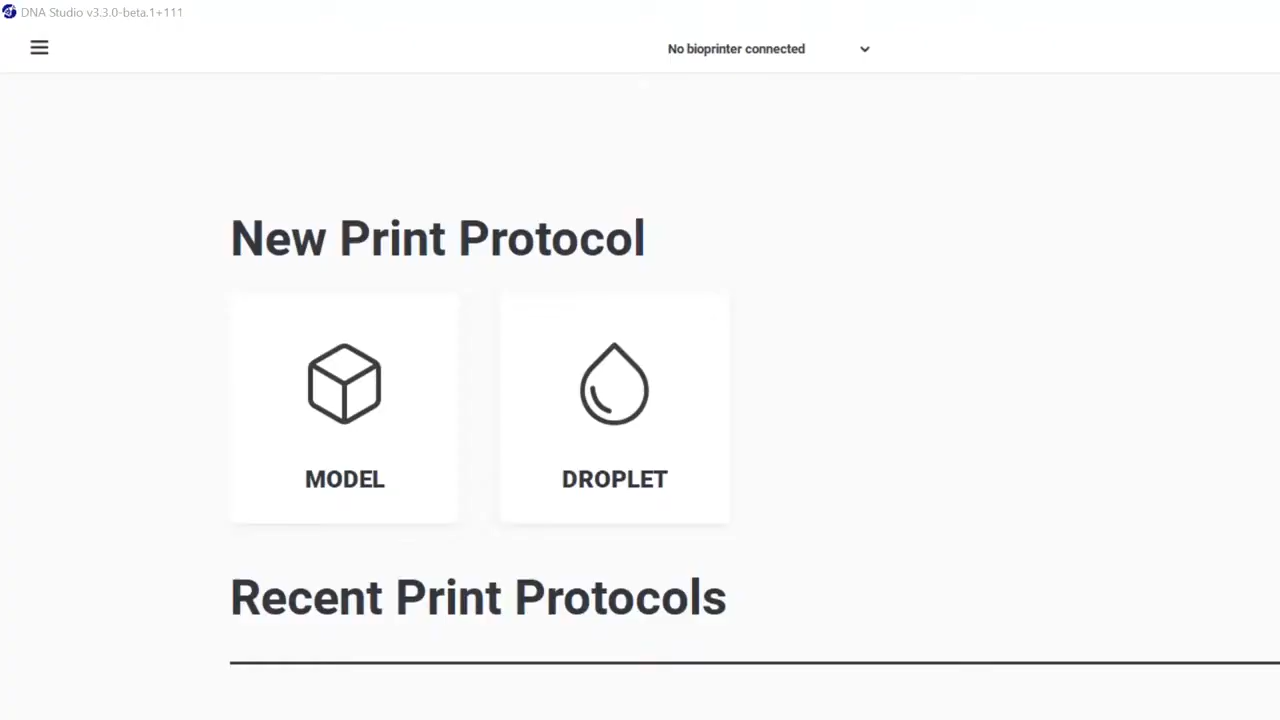 DNA Studio v3.3.0-beta.1+111
No bioprinter connected
New Print Protocol
MODEL
DROPLET
Recent Print Protocols